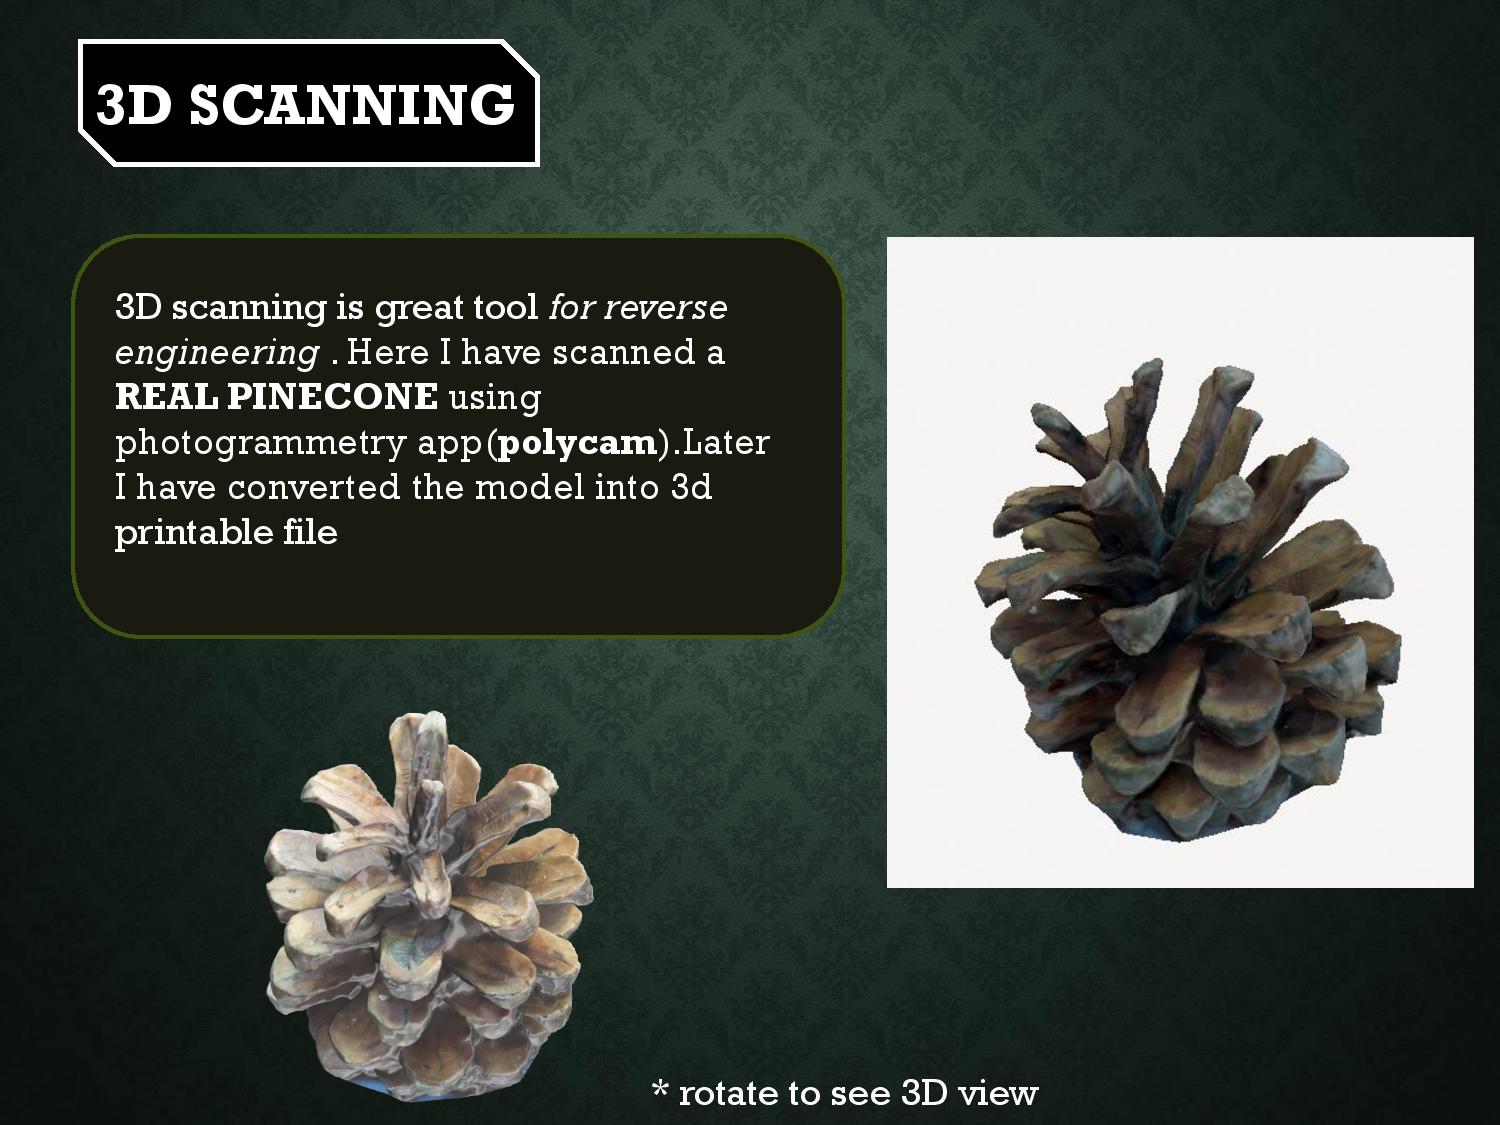 3D SCANNING
3D scanning is great tool for reverse
engineering . Here I have scanned a
REAL PINECONE using
photogrammetry app(polycam).Later
I have converted the model into 3d
printable file
* rotate to see 3D view